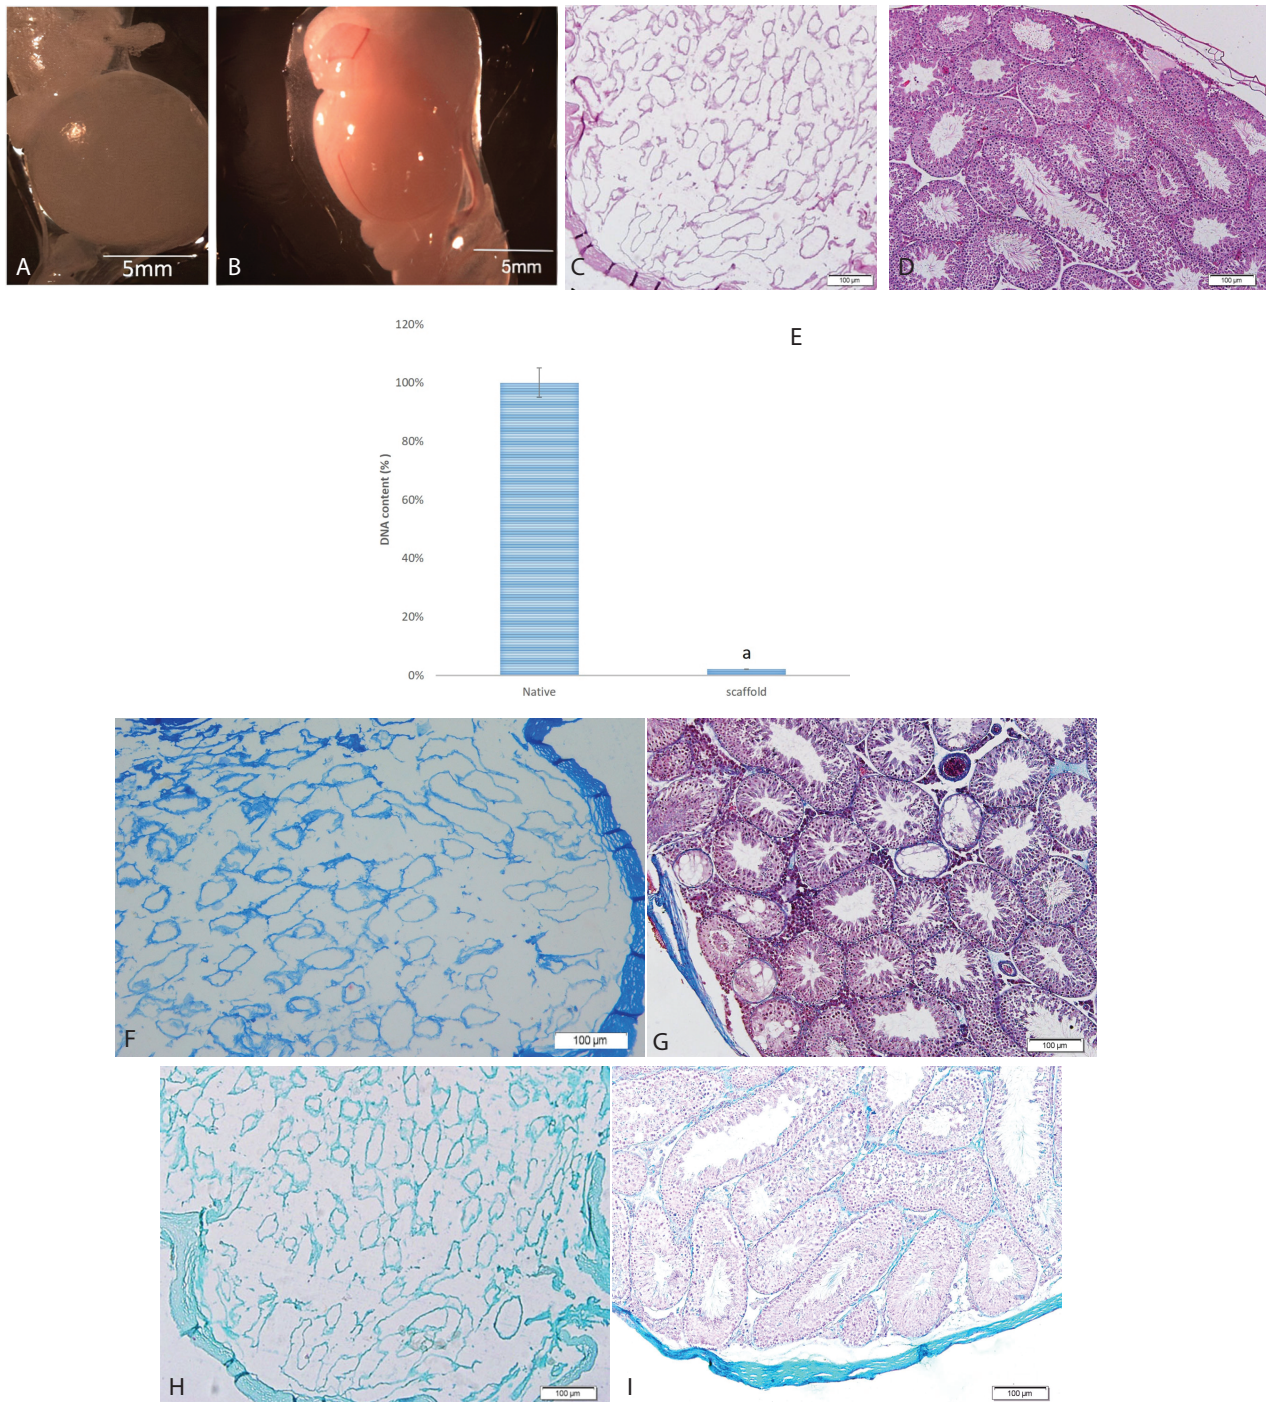 A
5mm
B
5mm
C
100 µm
D
100 µm
E
120%
100%
80%
60%
40%
20%
0%
DNA content (%)
a
Native
scaffold
F
100 µm
G
100 µm
H
100 µm
I
100 µm